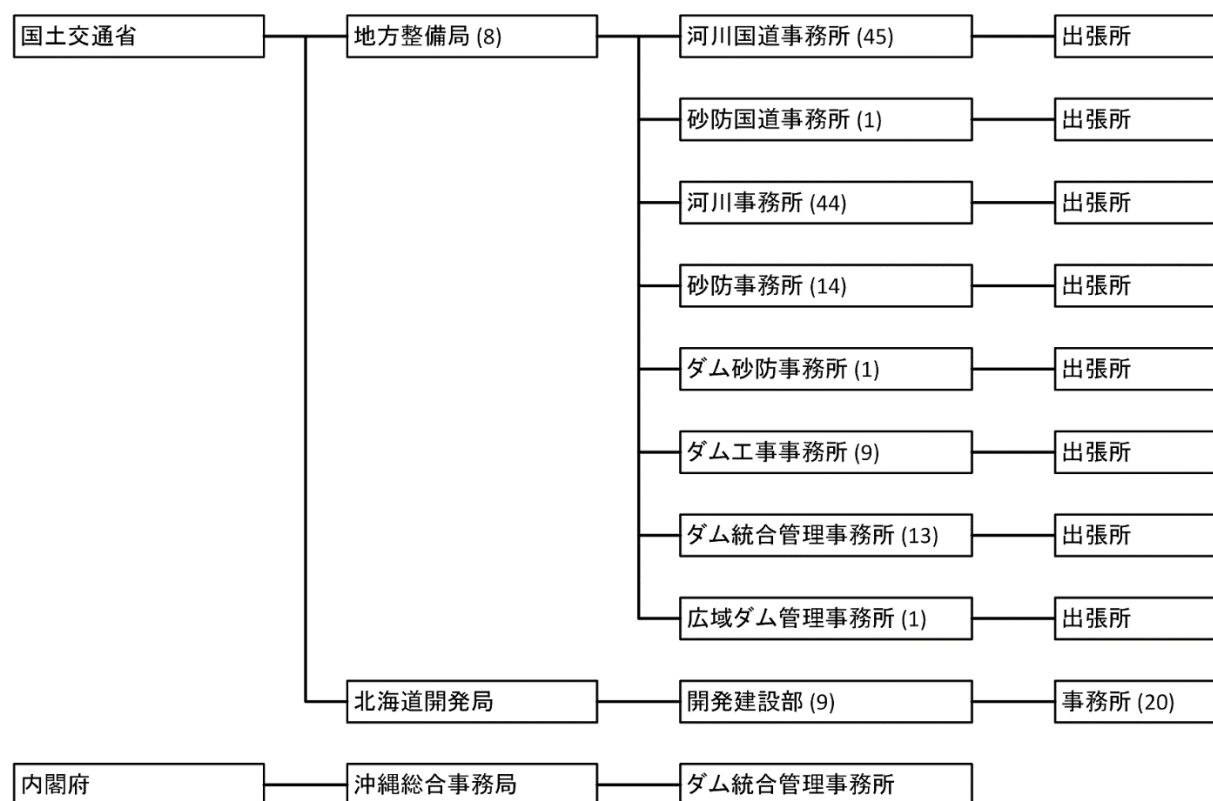 国土交通省
地方整備局 (8)
河川国道事務所 (45)
出張所
砂防国道事務所 (1)
出張所
河川事務所 (44)
出張所
砂防事務所 (14)
出張所
ダム砂防事務所 (1)
出張所
ダム工事事務所 (9)
出張所
ダム統合管理事務所 (13)
出張所
広域ダム管理事務所 (1)
出張所
北海道開発局
開発建設部 (9)
事務所 (20)
内閣府
沖縄総合事務局
ダム統合管理事務所